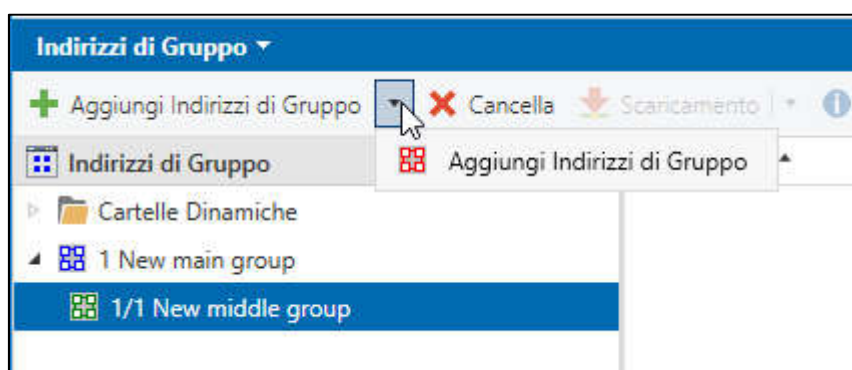 Indirizzi di Gruppo
Aggiungi Indirizzi di Gruppo Cancella Scaricamento
Indirizzi di Gruppo Aggiungi Indirizzi di Gruppo
Cartelle Dinamiche
1 New main group
1/1 New middle group